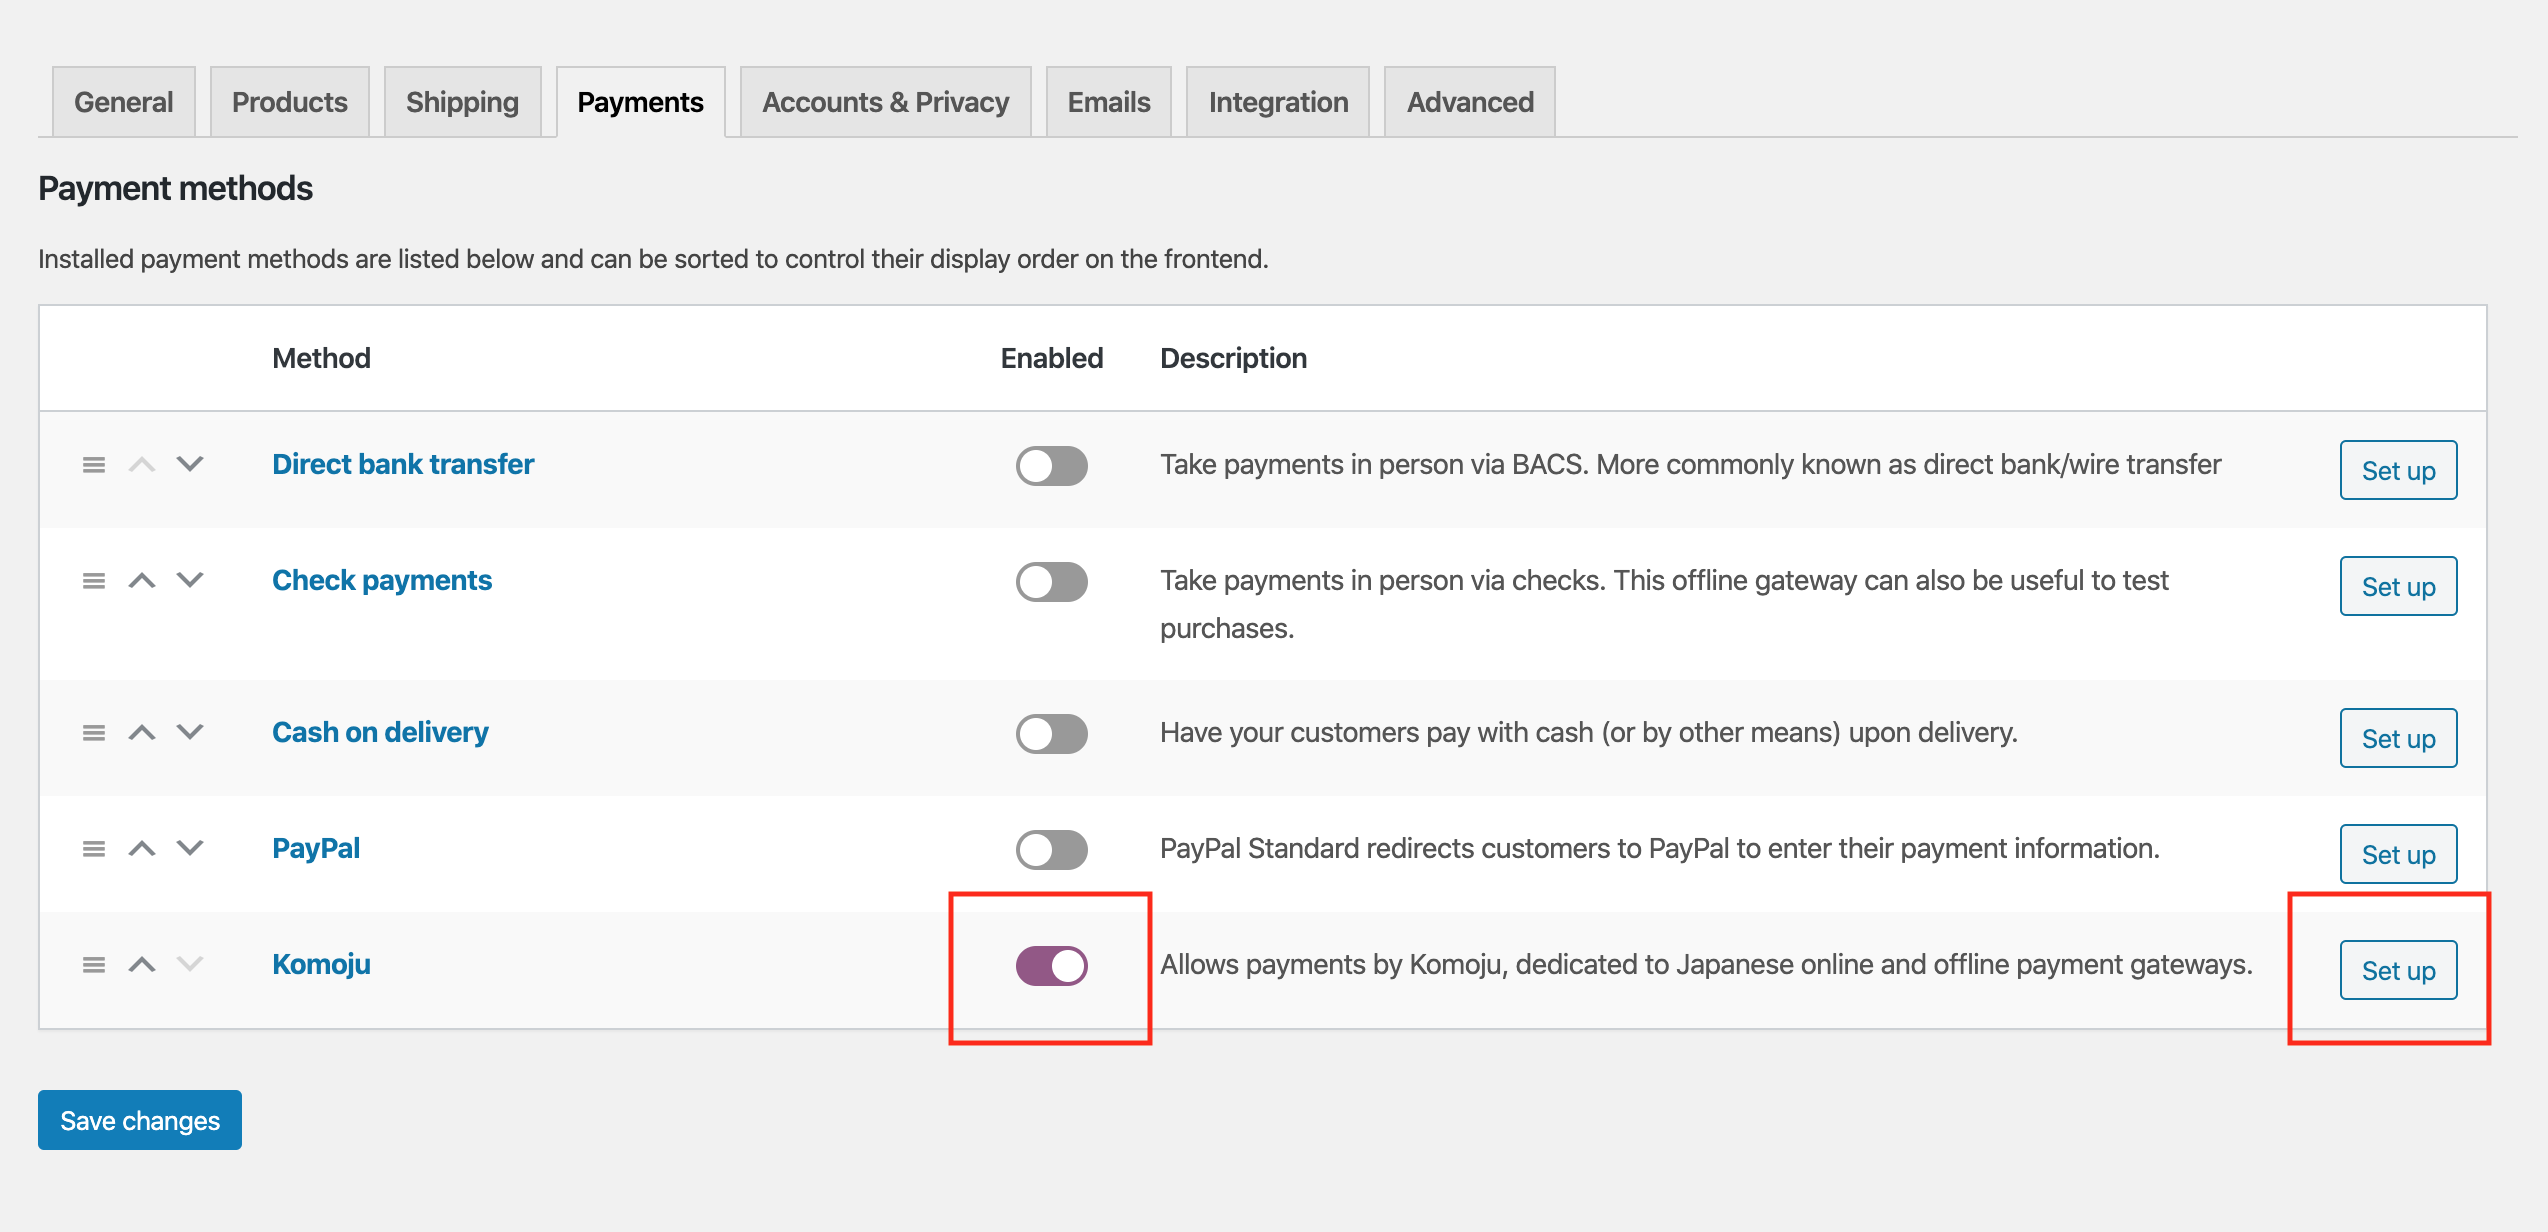 General Products Shipping Payments Accounts & Privacy Emails Integration Advanced
Payment methods
Installed payment methods are listed below and can be sorted to control their display order on the frontend.
Method Enabled Description
Direct bank transfer Take payments in person via BACS. More commonly known as direct bank/wire transfer Set up
Check payments Take payments in person via checks. This offline gateway can also be useful to test Set up
purchases.
Cash on delivery Have your customers pay with cash (or by other means) upon delivery. Set up
PayPal PayPal Standard redirects customers to PayPal to enter their payment information. Set up
Komoju Allows payments by Komoju, dedicated to Japanese online and offline payment gateways. Set up
Save changes